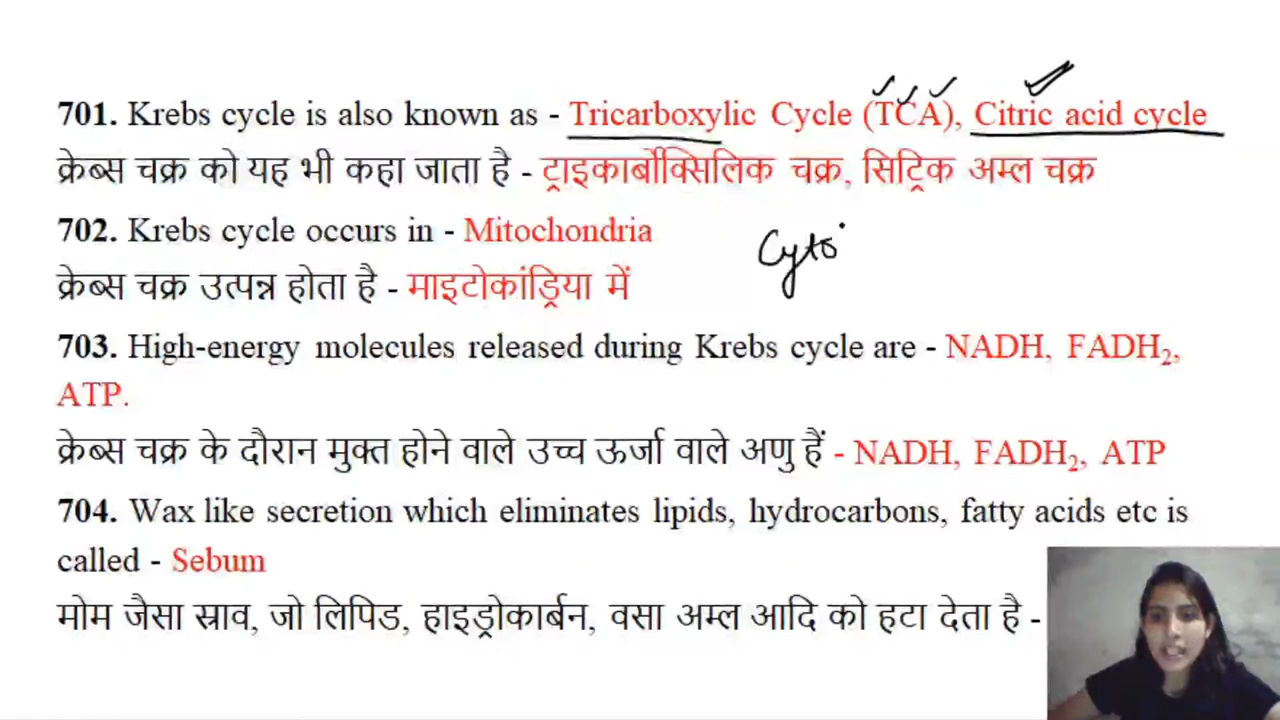 701. Krebs cycle is also known as - Tricarboxylic Cycle (TCA), Citric acid cycle
क्रेब्स चक्र को यह भी कहा जाता है - ट्राइकार्बोक्सिलिक चक्र, सिट्रिक अम्ल चक्र
702. Krebs cycle occurs in - Mitochondria
Cyto
क्रेब्स चक्र उत्पन्न होता है - माइटोकांड्रिया में
703. High-energy molecules released during Krebs cycle are - NADH, FADH₂,
ATP.
क्रेब्स चक्र के दौरान मुक्त होने वाले उच्च ऊर्जा वाले अणु हैं - NADH, FADH₂, ATP
704. Wax like secretion which eliminates lipids, hydrocarbons, fatty acids etc is
called - Sebum
मोम जैसा स्राव, जो लिपिड, हाइड्रोकार्बन, वसा अम्ल आदि को हटा देता है -